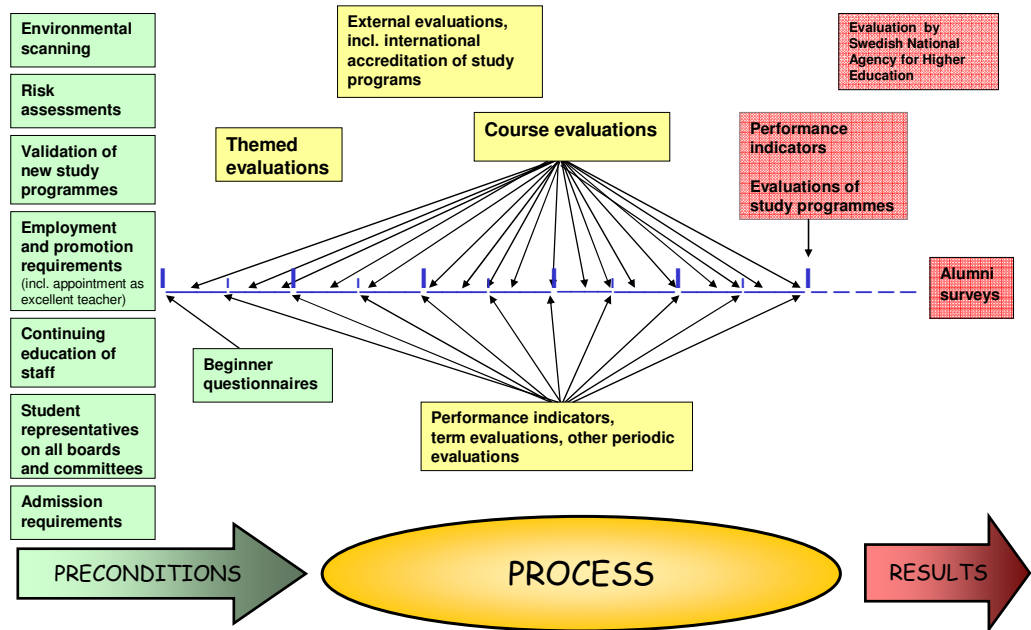 Environmental
scanning
Risk
assessments
Validation of
new study
programmes
Employment
and promotion
requirements
(incl. appointment as
excellent teacher)
Continuing
education of
staff
Student
representatives
on all boards
and committees
Admission
requirements
External evaluations,
incl. international
accreditation of study
programs
Themed
evaluations
Course evaluations
Beginner
questionnaires
Performance indicators,
term evaluations, other periodic
evaluations
Evaluation by
Swedish National
Agency for Higher
Education
Performance
indicators
Evaluations of
study programmes
Alumni
surveys
PRECONDITIONS
PROCESS
RESULTS